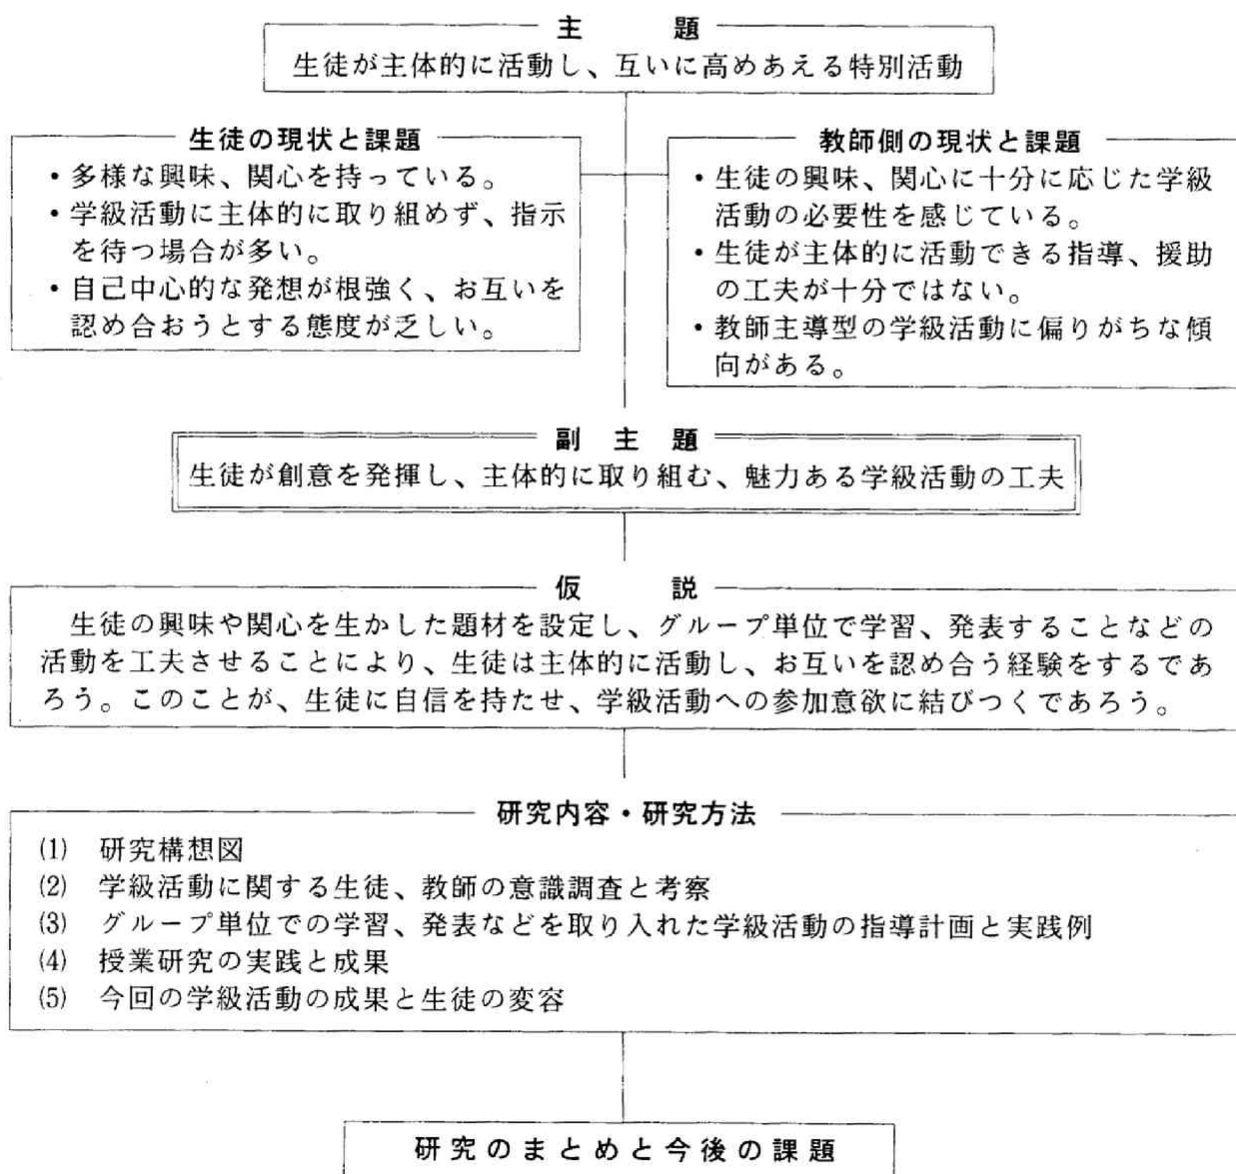 主題
生徒が主体的に活動し、互いに高めあえる特別活動
生徒の現状と課題
・多様な興味、関心を持っている。
・学級活動に主体的に取り組めず、指示
を待つ場合が多い。
・自己中心的な発想が根強く、お互いを
認め合おうとする態度が乏しい。
教師側の現状と課題
・生徒の興味、関心に十分に応じた学級
活動の必要性を感じている。
・生徒が主体的に活動できる指導、援助
の工夫が十分ではない。
・教師主導型の学級活動に偏りがちな傾
向がある。
副主題
生徒が創意を発揮し、主体的に取り組む、魅力ある学級活動の工夫
仮説
生徒の興味や関心を生かした題材を設定し、グループ単位で学習、発表することなどの
活動を工夫させることにより、生徒は主体的に活動し、お互いを認め合う経験をするであ
ろう。このことが、生徒に自信を持たせ、学級活動への参加意欲に結びつくであろう。
研究内容・研究方法
(1) 研究構想図
(2) 学級活動に関する生徒、教師の意識調査と考察
(3) グループ単位での学習、発表などを取り入れた学級活動の指導計画と実践例
(4) 授業研究の実践と成果
(5) 今回の学級活動の成果と生徒の変容
研究のまとめと今後の課題